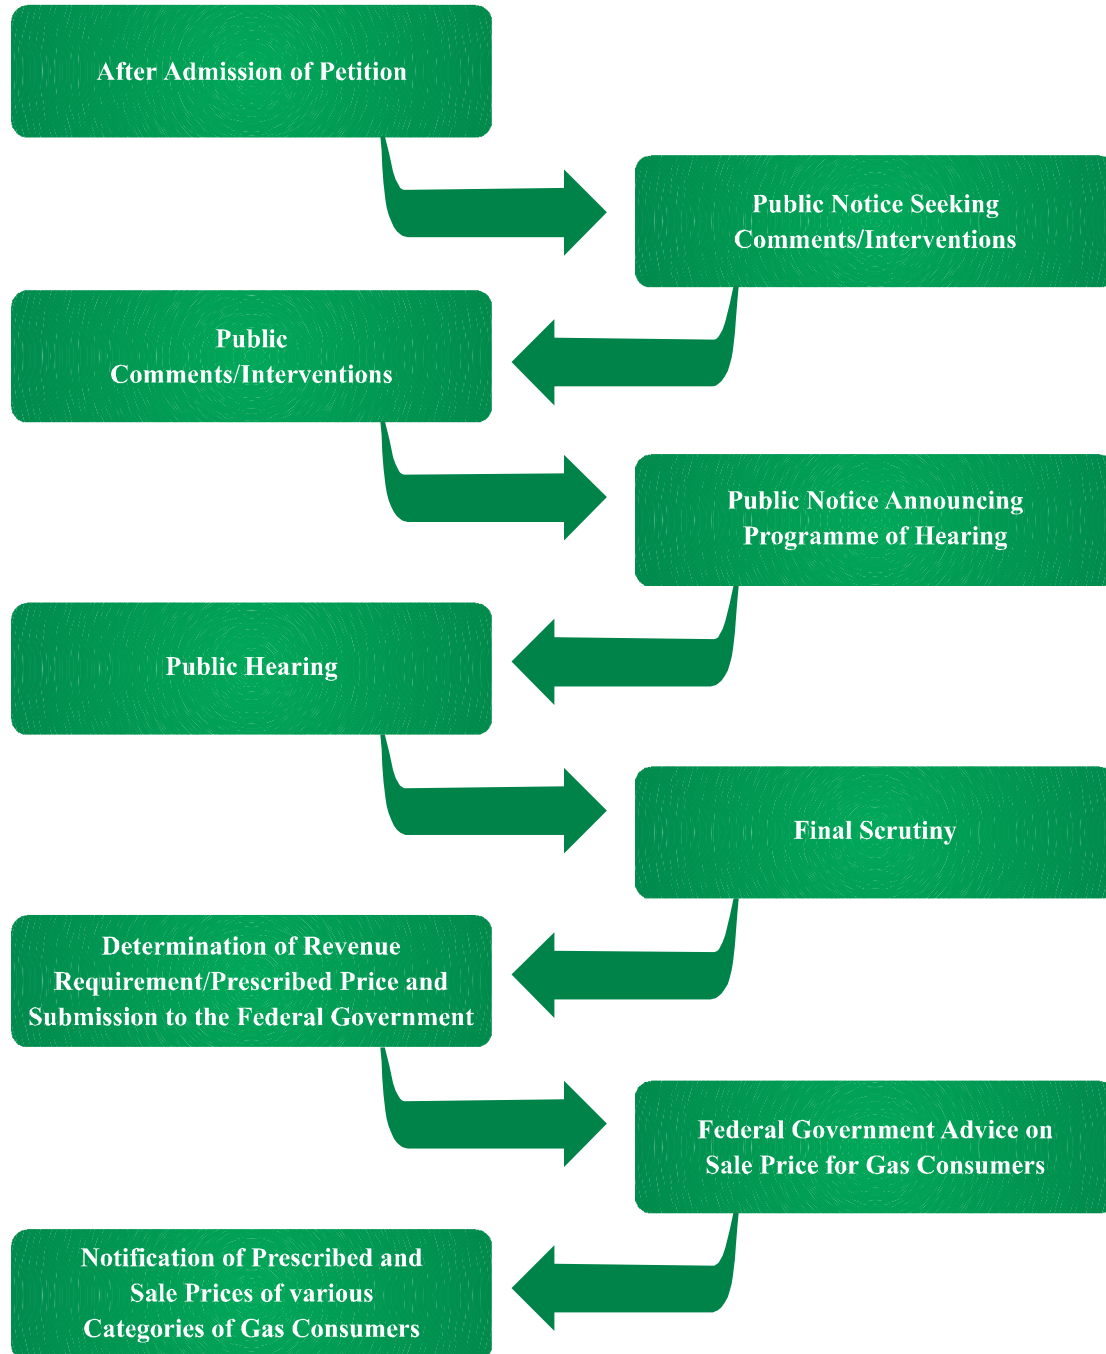 After Admission of Petition
Public Notice Seeking
Comments/Interventions
Public
Comments/Interventions
Public Notice Announcing
Programme of Hearing
Public Hearing
Final Scrutiny
Determination of Revenue
Requirement/Prescribed Price and
Submission to the Federal Government
Federal Government Advice on
Sale Price for Gas Consumers
Notification of Prescribed and
Sale Prices of various
Categories of Gas Consumers